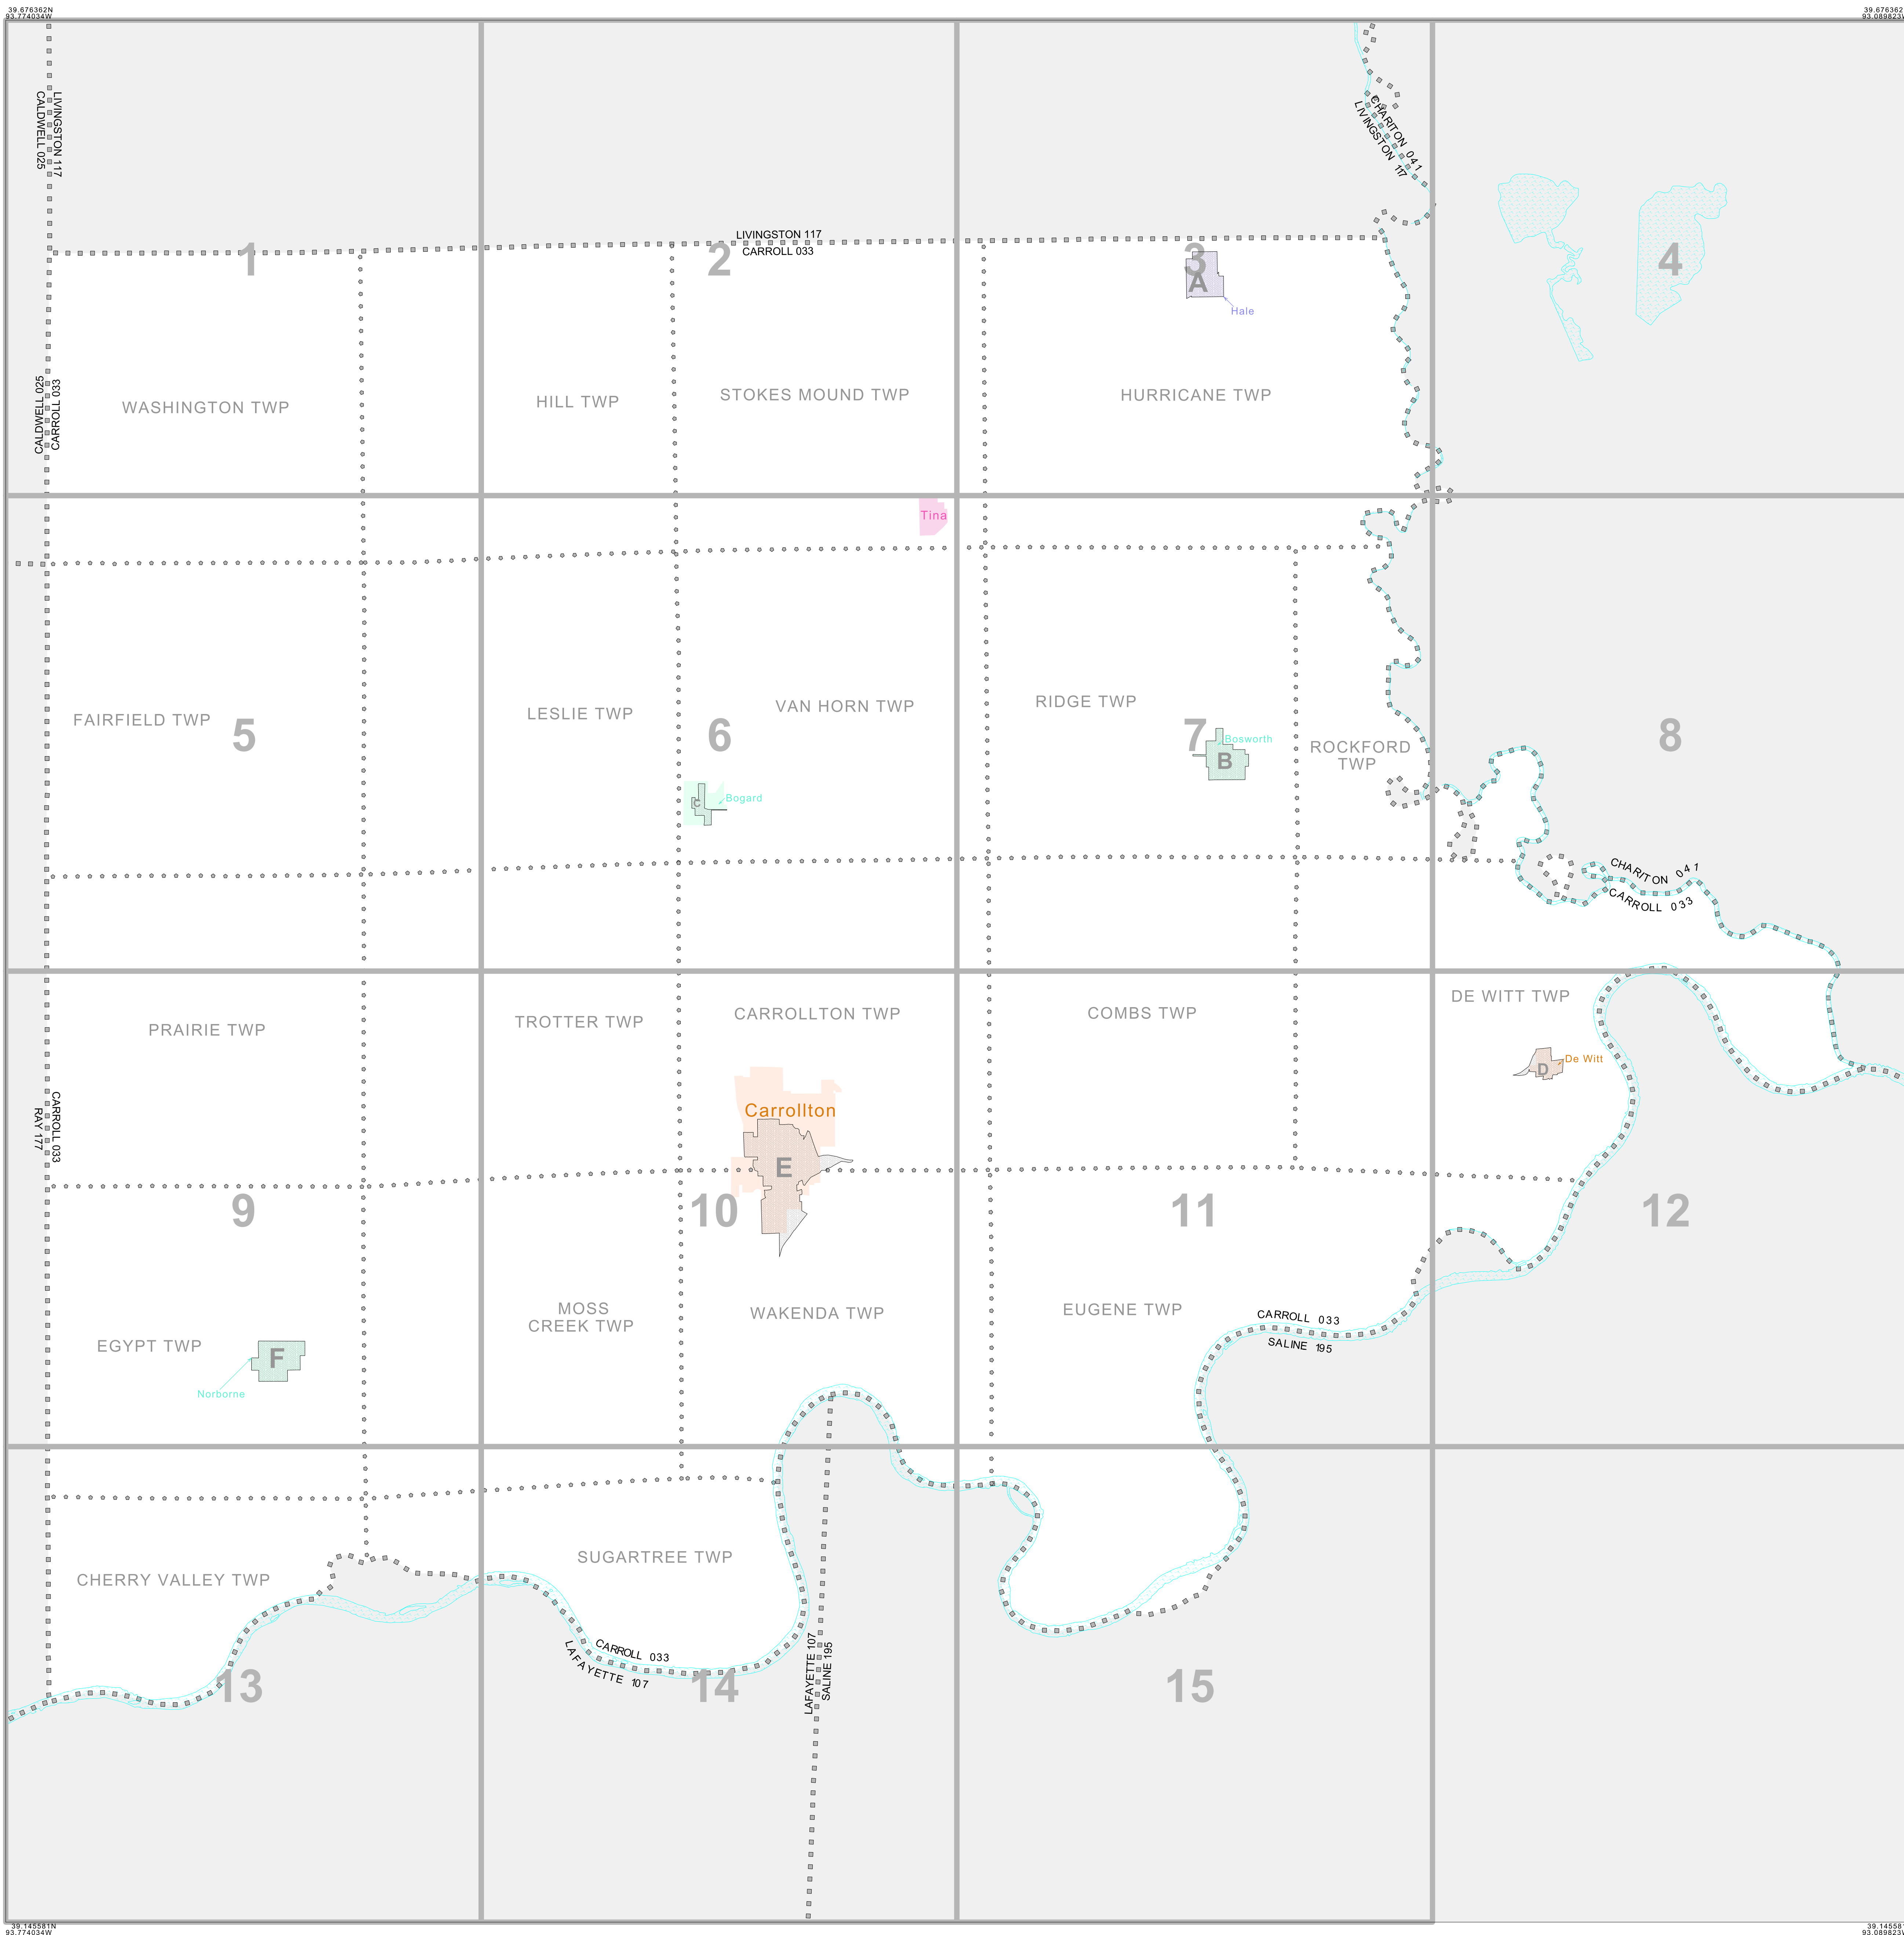 39.676362N
93.774034W
39.676362
93.089823W
CALDWELL 025
LIVINGSTON 117
CHARITON 041
LIVINGSTON 117
LIVINGSTON 117
CARROLL 033
1
2
3
4
A
Hale
CALDWELL 025
CARROLL 033
WASHINGTON TWP
HILL TWP
STOKES MOUND TWP
HURRICANE TWP
Tina
FAIRFIELD TWP
LESLIE TWP
VAN HORN TWP
RIDGE TWP
ROCKFORD
TWP
5
6
7
8
Bosworth
B
C
Bogard
CHARITON 041
CARROLL 033
PRAIRIE TWP
TROTTER TWP
CARROLLTON TWP
COMBS TWP
DE WITT TWP
De Witt
D
CARROLL 033
RAY 177
Carrollton
E
9
10
11
12
EGYPT TWP
MOSS
CREEK TWP
WAKENDA TWP
EUGENE TWP
CARROLL 033
SALINE 195
F
Norborne
CHERRY VALLEY TWP
SUGARTREE TWP
CARROLL 033
LAFAYETTE 107
LAFAYETTE 107
SALINE 195
13
14
15
39.145581N
93.774034W
39.145581
93.089823W